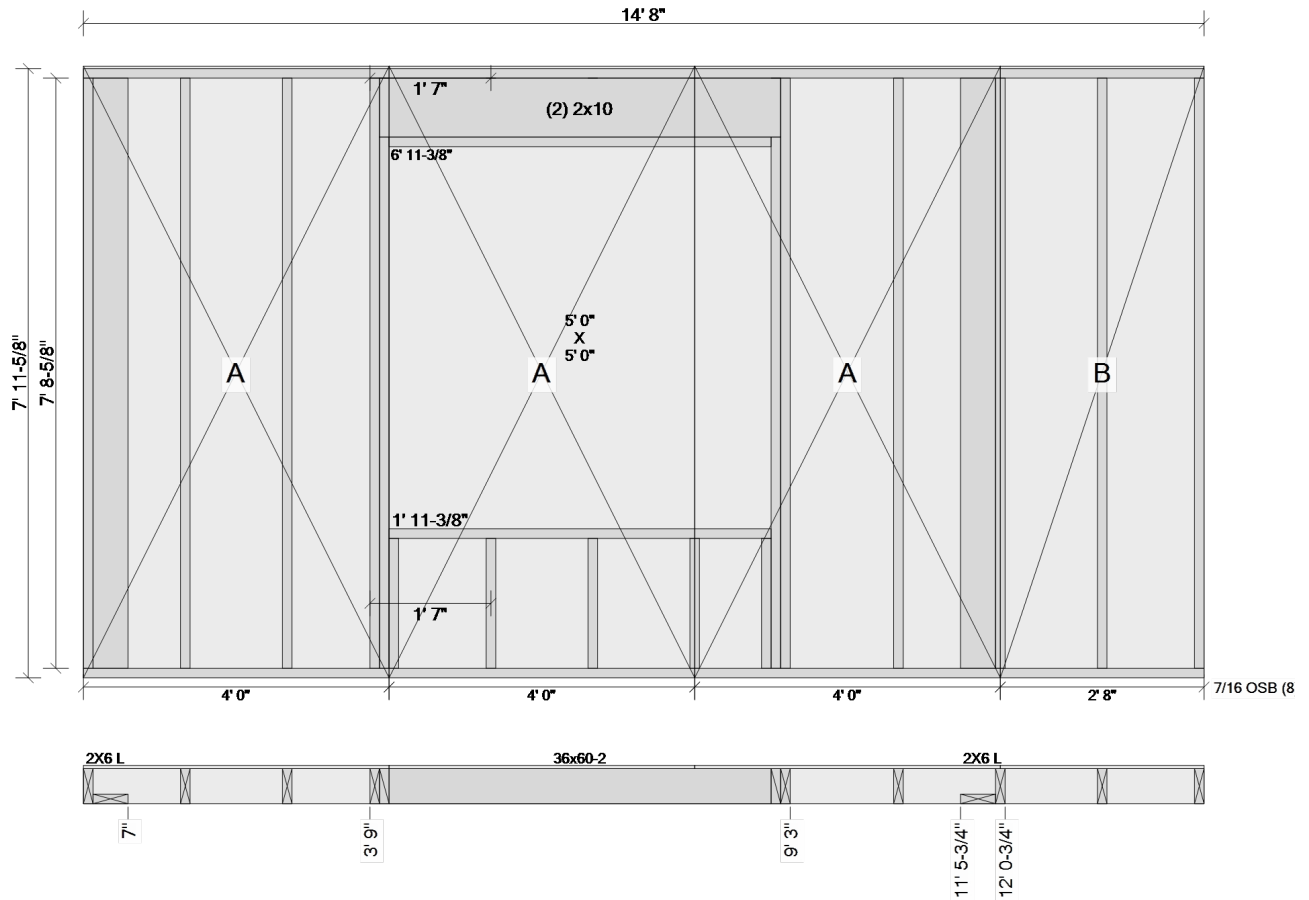 14' 8"
1' 7"
(2) 2x10
6' 11-3/8"
7' 11-5/8"
7' 8-5/8"
5' 0"
X
5' 0"
A
A
A
B
1' 11-3/8"
1' 7"
4' 0"
4' 0"
4' 0"
2' 8"
7/16 OSB (8
2X6 L
36x60-2
2X6 L
7"
3' 9"
9' 3"
11' 5-3/4"
12' 0-3/4"